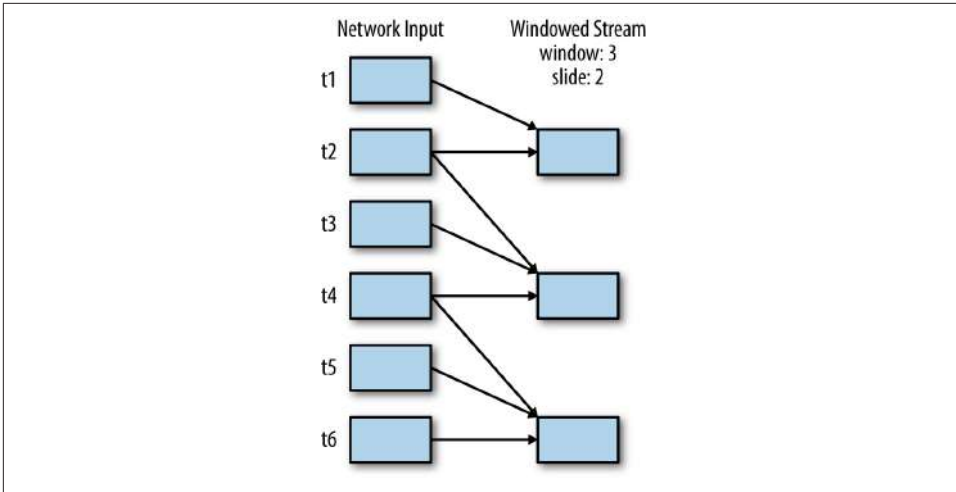 Network Input
Windowed Stream
window: 3
slide: 2
t1
t2
t3
t4
t5
t6